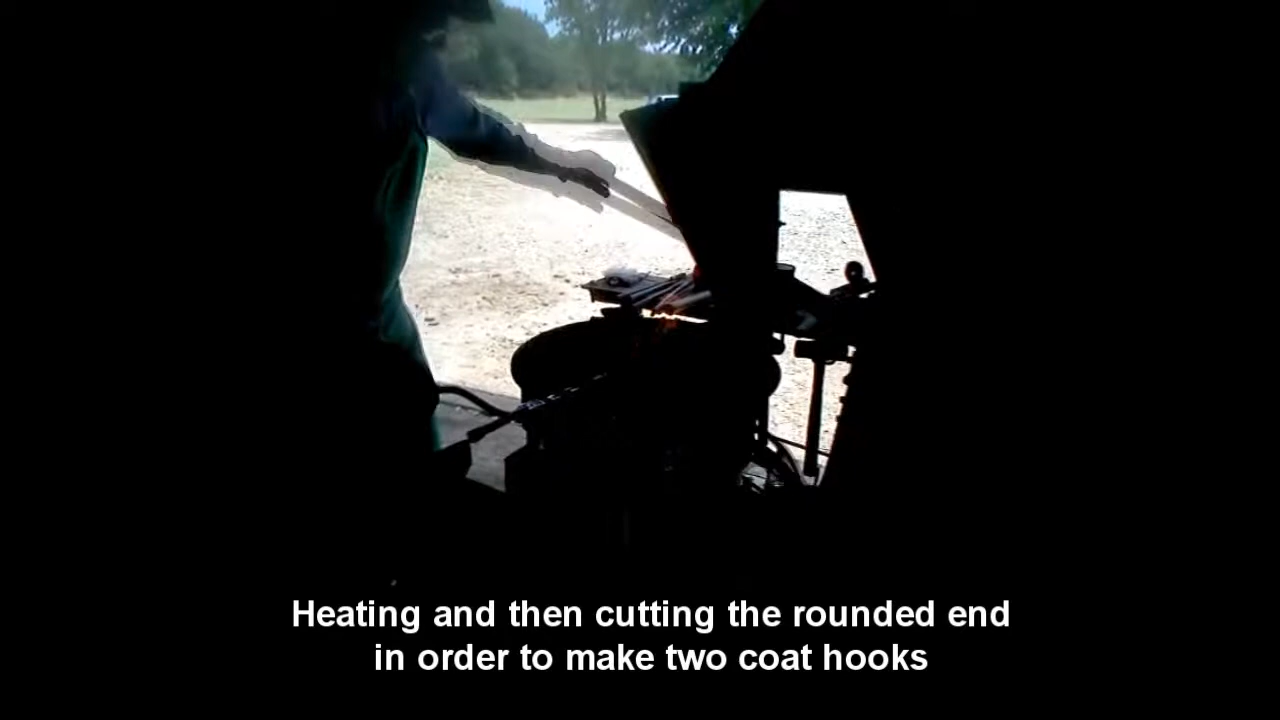 Heating and then cutting the rounded end
in order to make two coat hooks